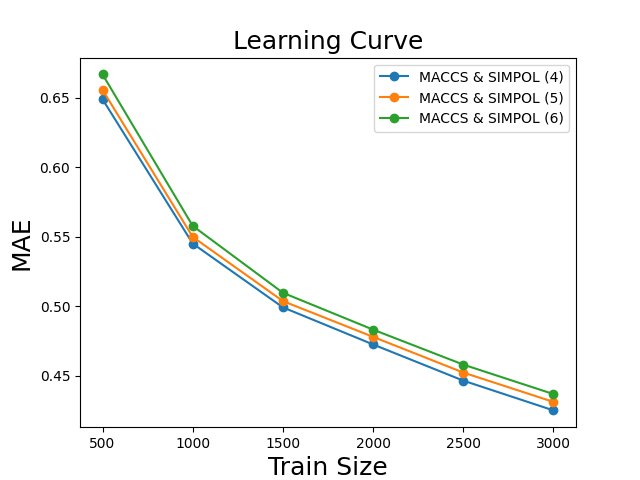 Learning Curve
MACCS & SIMPOL (4)
MACCS & SIMPOL (5)
MACCS & SIMPOL (6)
MAE
0.65
0.60
0.55
0.50
0.45
500 1000 1500 2000 2500 3000
Train Size